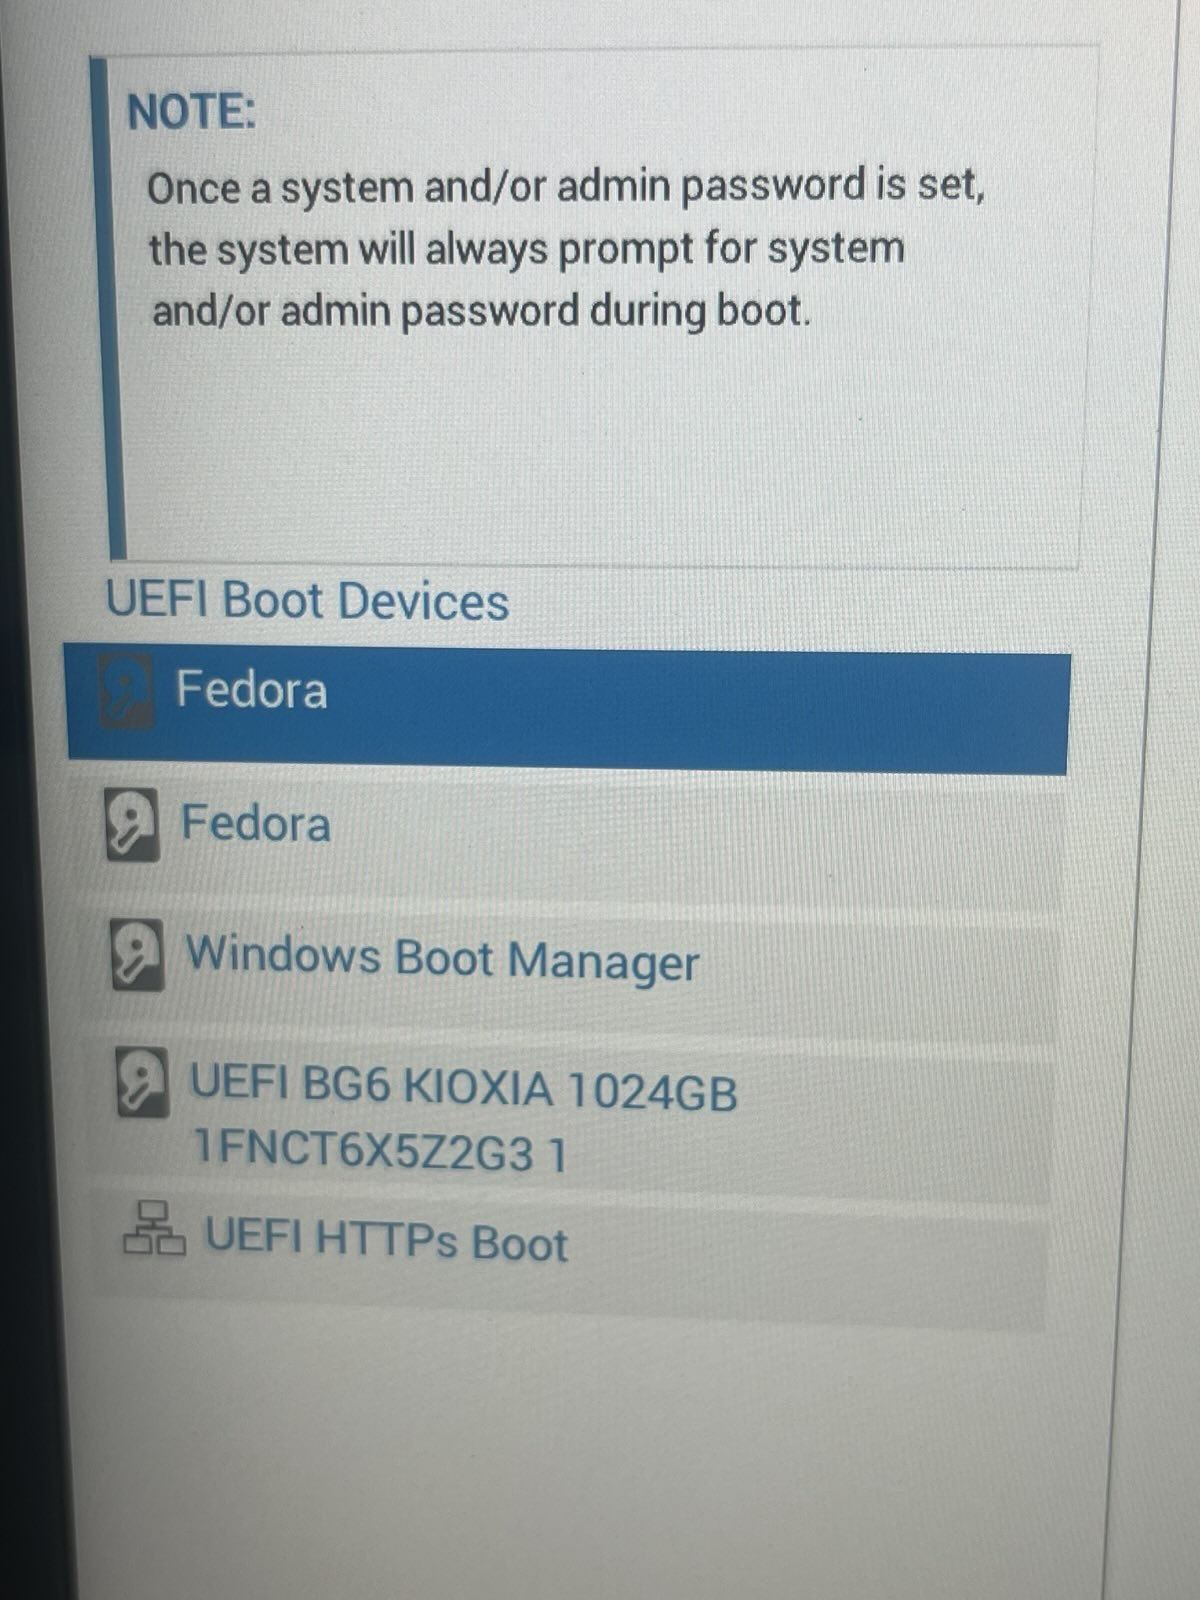 NOTE:
Once a system and/or admin password is set,
the system will always prompt for system
and/or admin password during boot.
UEFI Boot Devices
Fedora
Fedora
Windows Boot Manager
UEFI BG6 KIOXIA 1024GB
1FNCT6X5Z2G3 1
UEFI HTTPs Boot